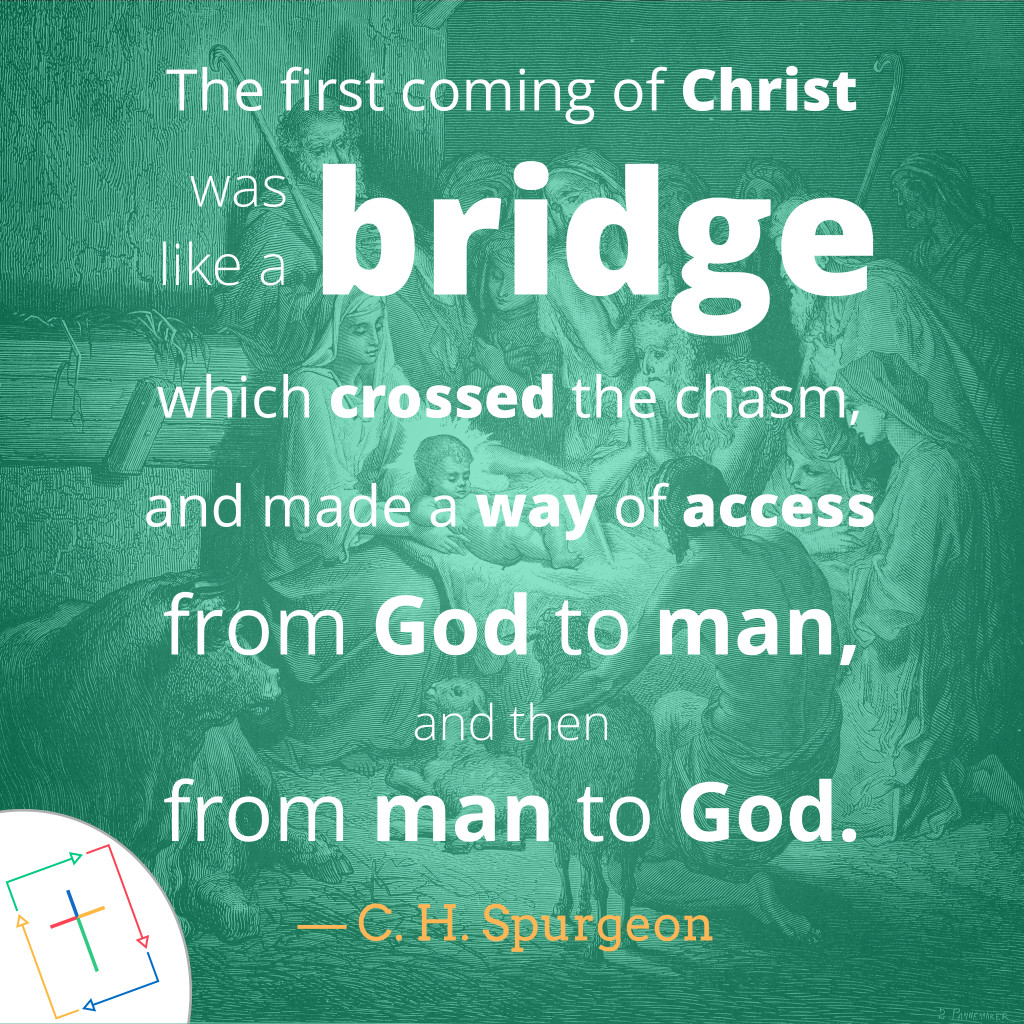 The first coming of Christ
was
like a bridge
which crossed the chasm,
and made a way of access
from God to man,
and then
from man to God.
— C. H. Spurgeon
PANNEMAKER